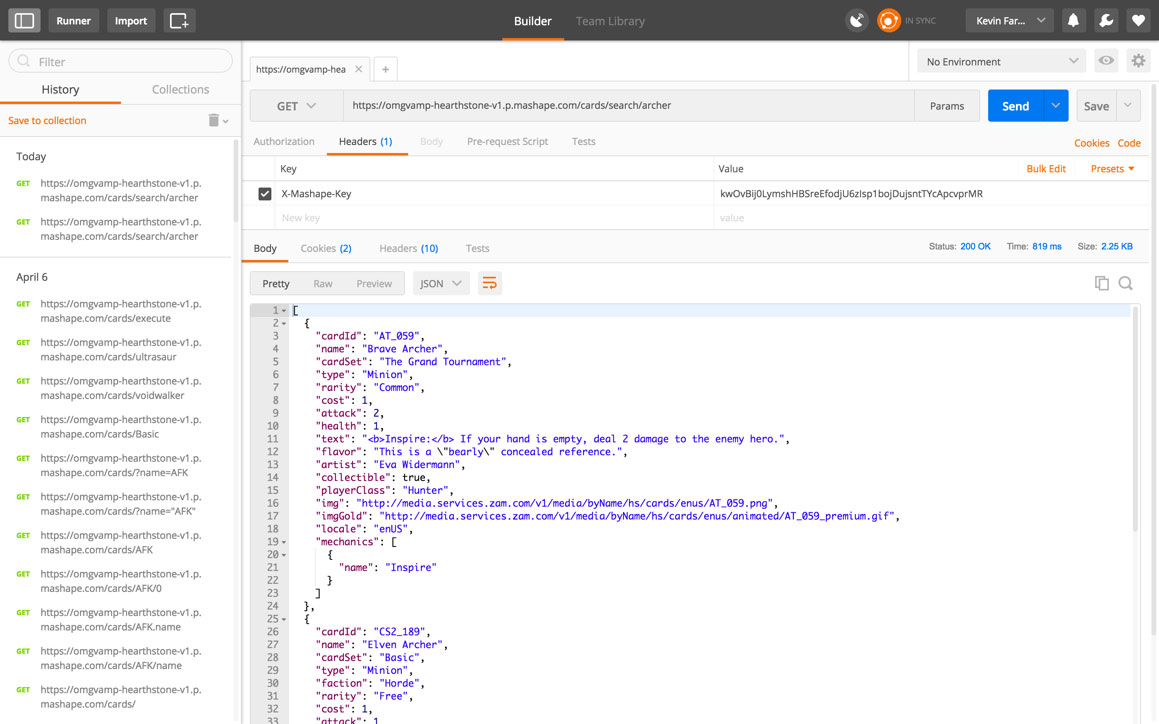 Runner
Import
Builder
Team Library
IN SYNC
Kevin Far...
Filter
History
Collections
Save to collection
Today
GET https://omgvamp-hearthstone-v1.p.
mashape.com/cards/search/archer
GET https://omgvamp-hearthstone-v1.p.
mashape.com/cards/search/archer
April 6
GET https://omgvamp-hearthstone-v1.p.
mashape.com/cards/execute
GET https://omgvamp-hearthstone-v1.p.
mashape.com/cards/ultrasaur
GET https://omgvamp-hearthstone-v1.p.
mashape.com/cards/voidwalker
GET https://omgvamp-hearthstone-v1.p.
mashape.com/cards/Basic
GET https://omgvamp-hearthstone-v1.p.
mashape.com/cards/?name=AFK
GET https://omgvamp-hearthstone-v1.p.
mashape.com/cards/?name="AFK"
GET https://omgvamp-hearthstone-v1.p.
mashape.com/cards/AFK
GET https://omgvamp-hearthstone-v1.p.
mashape.com/cards/AFK/0
GET https://omgvamp-hearthstone-v1.p.
mashape.com/cards/AFK.name
GET https://omgvamp-hearthstone-v1.p.
mashape.com/cards/AFK/name
GET https://omgvamp-hearthstone-v1.p.
mashape.com/cards/
https://omgvamp-hea
No Environment
GET https://omgvamp-hearthstone-v1.p.mashape.com/cards/search/archer Params Send Save
Authorization Headers (1) Body Pre-request Script Tests Cookies Code
Key Value Bulk Edit Presets
X-Mashape-Key kwOvBij0LymshHBSreEfodjU6zIsp1bojDujsntTYcApcvprMR
New key value
Body Cookies (2) Headers (10) Tests Status: 200 OK Time: 819 ms Size: 2.25 KB
Pretty Raw Preview JSON
1 [
2 {
3 "cardId": "AT_059",
4 "name": "Brave Archer",
5 "cardSet": "The Grand Tournament",
6 "type": "Minion",
7 "rarity": "Common",
8 "cost": 1,
9 "attack": 2,
10 "health": 1,
11 "text": "<b>Inspire:</b> If your hand is empty, deal 2 damage to the enemy hero.",
12 "flavor": "This is a \"bearly\" concealed reference.",
13 "artist": "Eva Widermann",
14 "collectible": true,
15 "playerClass": "Hunter",
16 "img": "http://media.services.zam.com/v1/media/byName/hs/cards/enus/AT_059.png",
17 "imgGold": "http://media.services.zam.com/v1/media/byName/hs/cards/enus/animated/AT_059_premium.gif",
18 "locale": "enUS",
19 "mechanics": [
20 {
21 "name": "Inspire"
22 }
23 ]
24 },
25 {
26 "cardId": "CS2_189",
27 "name": "Elven Archer",
28 "cardSet": "Basic",
29 "type": "Minion",
30 "faction": "Horde",
31 "rarity": "Free",
32 "cost": 1,
33 "attack": 1,